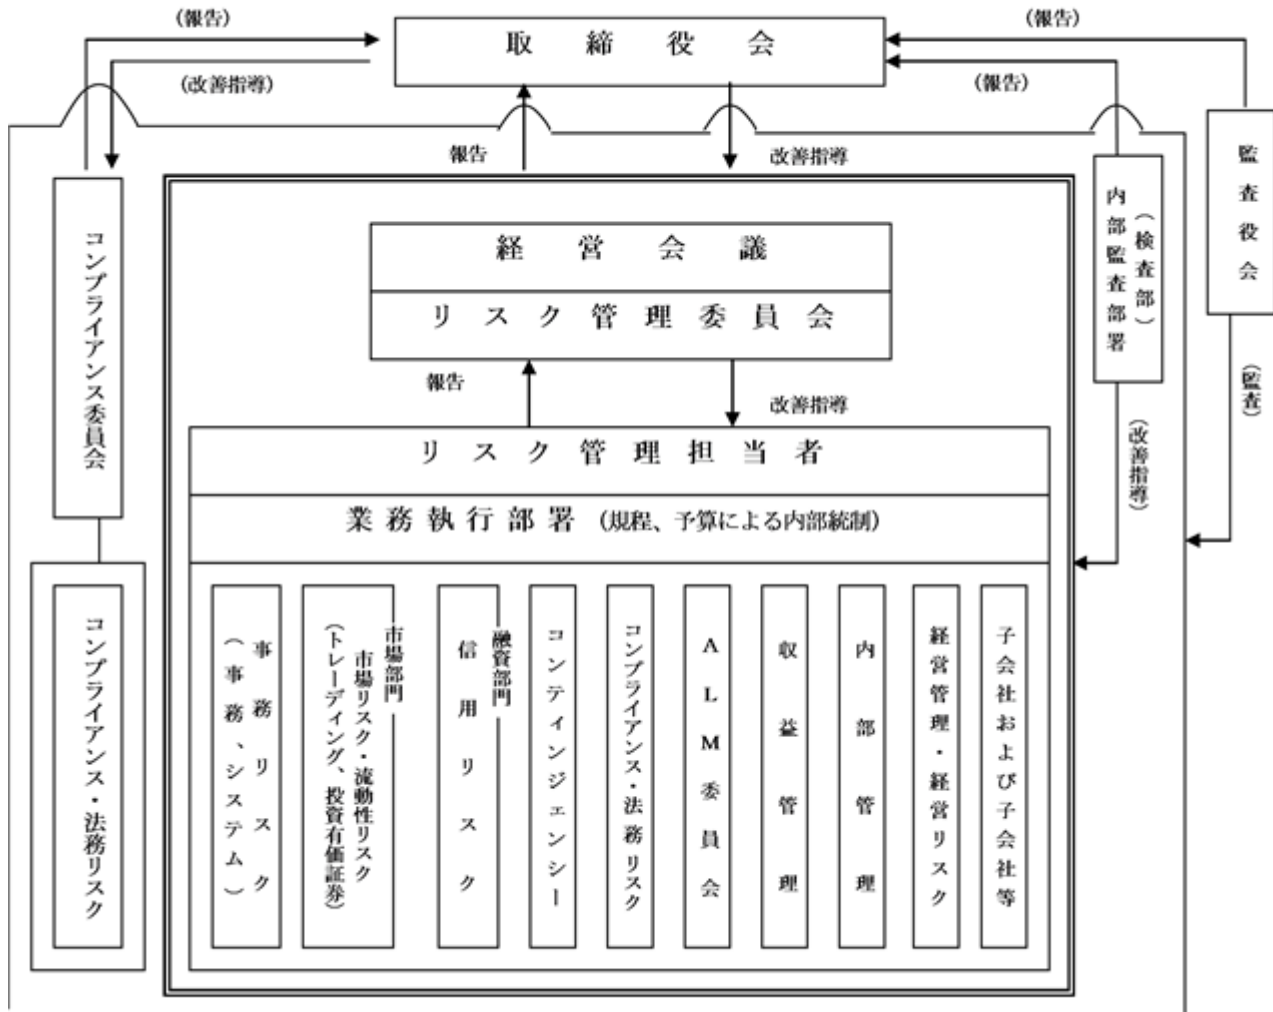 (報告)
(報告)
取締役会
(改善指導)
(報告)
報告
改善指導
監査役会
内部監査部署
(検査部)
コンプライアンス委員会
経営会議
リスク管理委員会
報告
改善指導
(監査)
(改善指導)
リスク管理担当者
業務執行部署 (規程、予算による内部統制)
コンプライアンス・法務リスク
事務リスク
(事務、システム)
市場部門
市場リスク・流動性リスク
(トレーディング、投資有価証券)
融資部門
信用リスク
コンティンジェンシー
コンプライアンス・法務リスク
ALM委員会
収益管理
内部管理
経営管理・経営リスク
子会社および子会社等